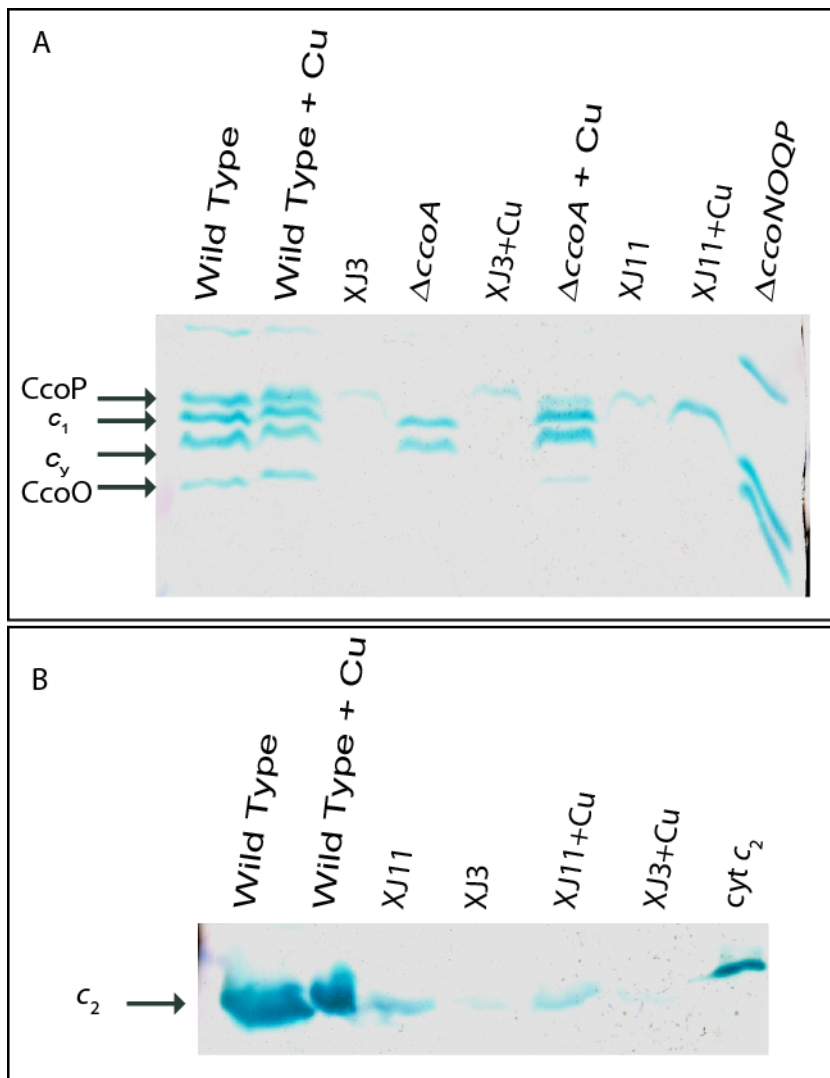 A
Wild Type
Wild Type + Cu
XJ3
ΔccoA
XJ3+Cu
ΔccoA + Cu
XJ11
XJ11+Cu
ΔccoNOQP
CcoP
c₁
cᵧ
CcoO
B
Wild Type
Wild Type + Cu
XJ11
XJ3
XJ11+Cu
XJ3+Cu
cyt c₂
c₂